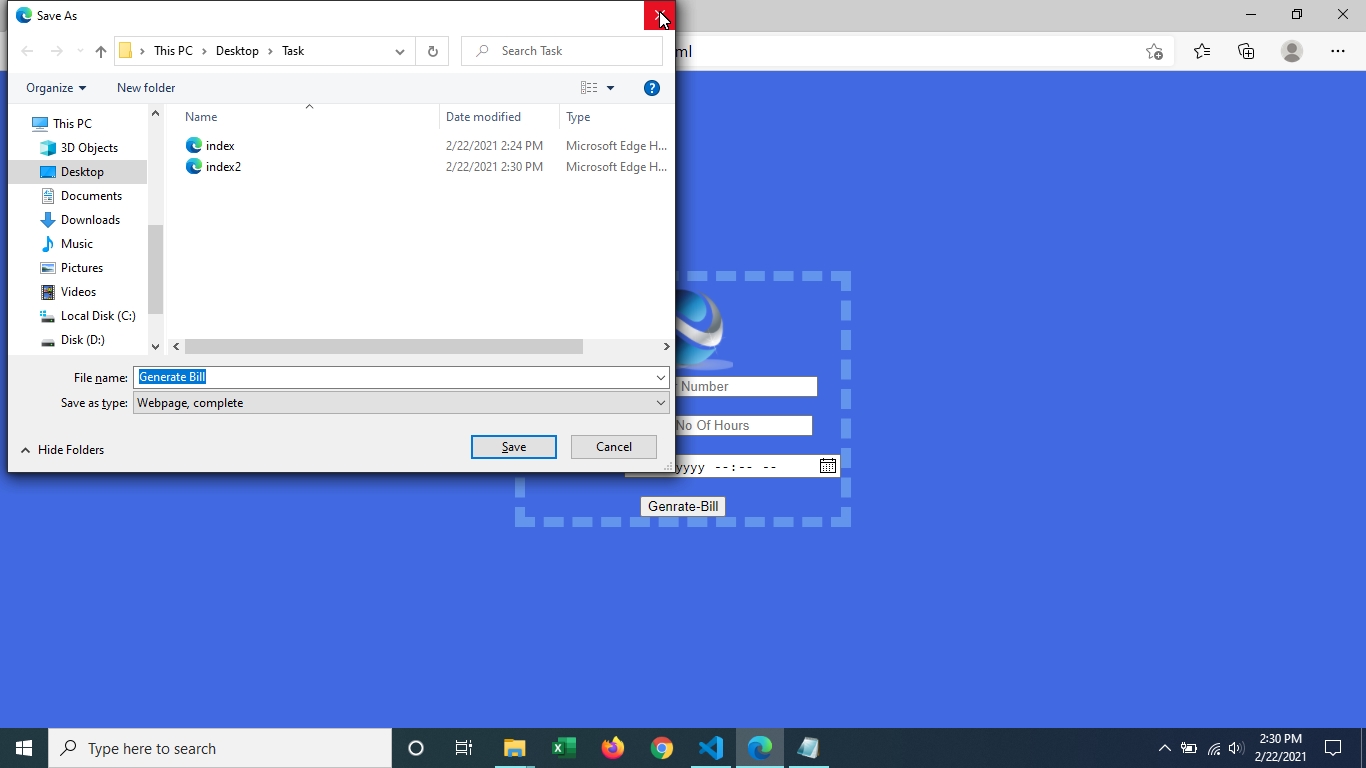 Save As
This PC
Desktop
Task
Search Task
ml
Organize
New folder
Name
Date modified
Type
This PC
3D Objects
Desktop
Documents
Downloads
Music
Pictures
Videos
Local Disk (C:)
Disk (D:)
index
2/22/2021 2:24 PM
Microsoft Edge H...
index2
2/22/2021 2:30 PM
Microsoft Edge H...
File name:
Generate Bill
Save as type:
Webpage, complete
Hide Folders
Save
Cancel
Number
No Of Hours
yyyy --:-- --
Genrate-Bill
Type here to search
2:30 PM
2/22/2021